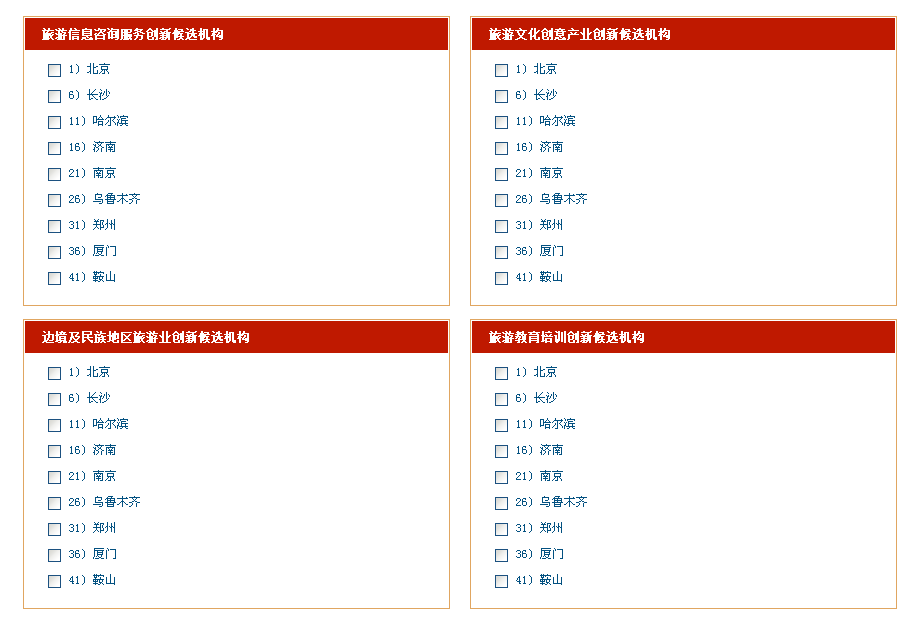 旅游信息咨询服务创新候选机构
1）北京
6）长沙
11）哈尔滨
16）济南
21）南京
26）乌鲁木齐
31）郑州
36）厦门
41）鞍山
旅游文化创意产业创新候选机构
1）北京
6）长沙
11）哈尔滨
16）济南
21）南京
26）乌鲁木齐
31）郑州
36）厦门
41）鞍山
边境及民族地区旅游业创新候选机构
1）北京
6）长沙
11）哈尔滨
16）济南
21）南京
26）乌鲁木齐
31）郑州
36）厦门
41）鞍山
旅游教育培训创新候选机构
1）北京
6）长沙
11）哈尔滨
16）济南
21）南京
26）乌鲁木齐
31）郑州
36）厦门
41）鞍山